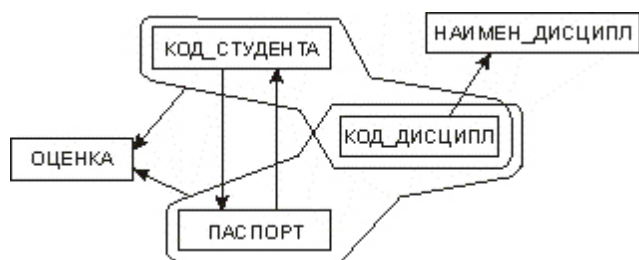 КОД_СТУДЕНТА
НАИМЕН_ДИСЦИПЛ
КОД_ДИСЦИПЛ
ОЦЕНКА
ПАСПОРТ